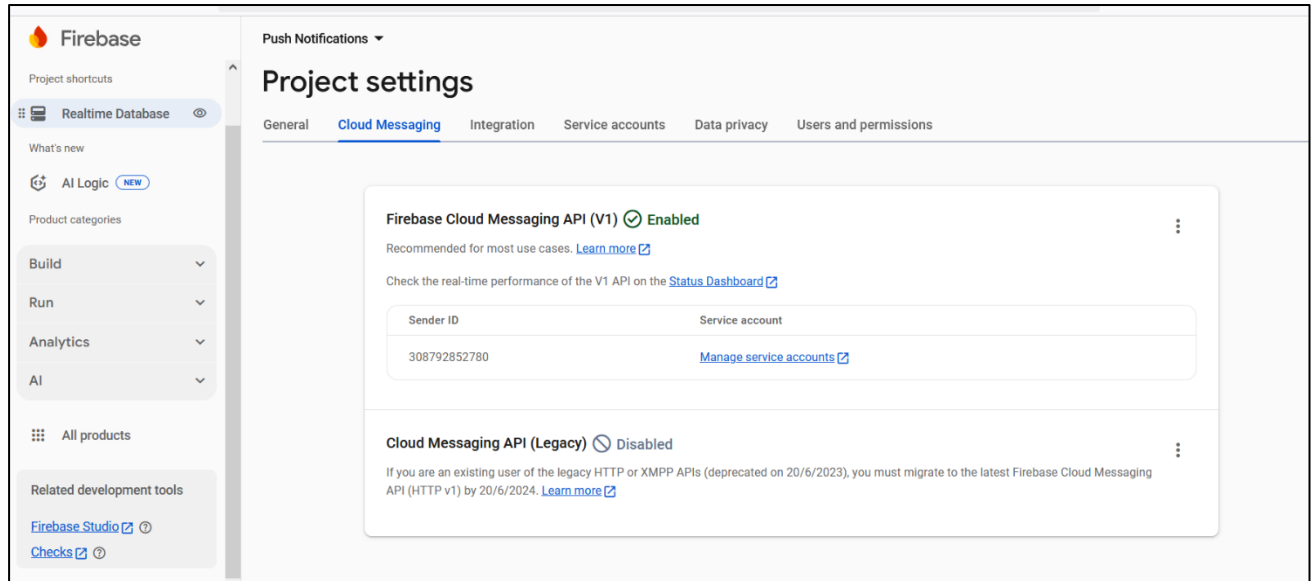 Firebase
Project shortcuts
Realtime Database
What's new
AI Logic NEW
Product categories
Build
Run
Analytics
AI
All products
Related development tools
Firebase Studio
Checks
Push Notifications
Project settings
General Cloud Messaging Integration Service accounts Data privacy Users and permissions
Firebase Cloud Messaging API (V1) Enabled
Recommended for most use cases. Learn more
Check the real-time performance of the V1 API on the Status Dashboard
Sender ID Service account
308792852780 Manage service accounts
Cloud Messaging API (Legacy) Disabled
If you are an existing user of the legacy HTTP or XMPP APIs (deprecated on 20/6/2023), you must migrate to the latest Firebase Cloud Messaging
API (HTTP v1) by 20/6/2024. Learn more